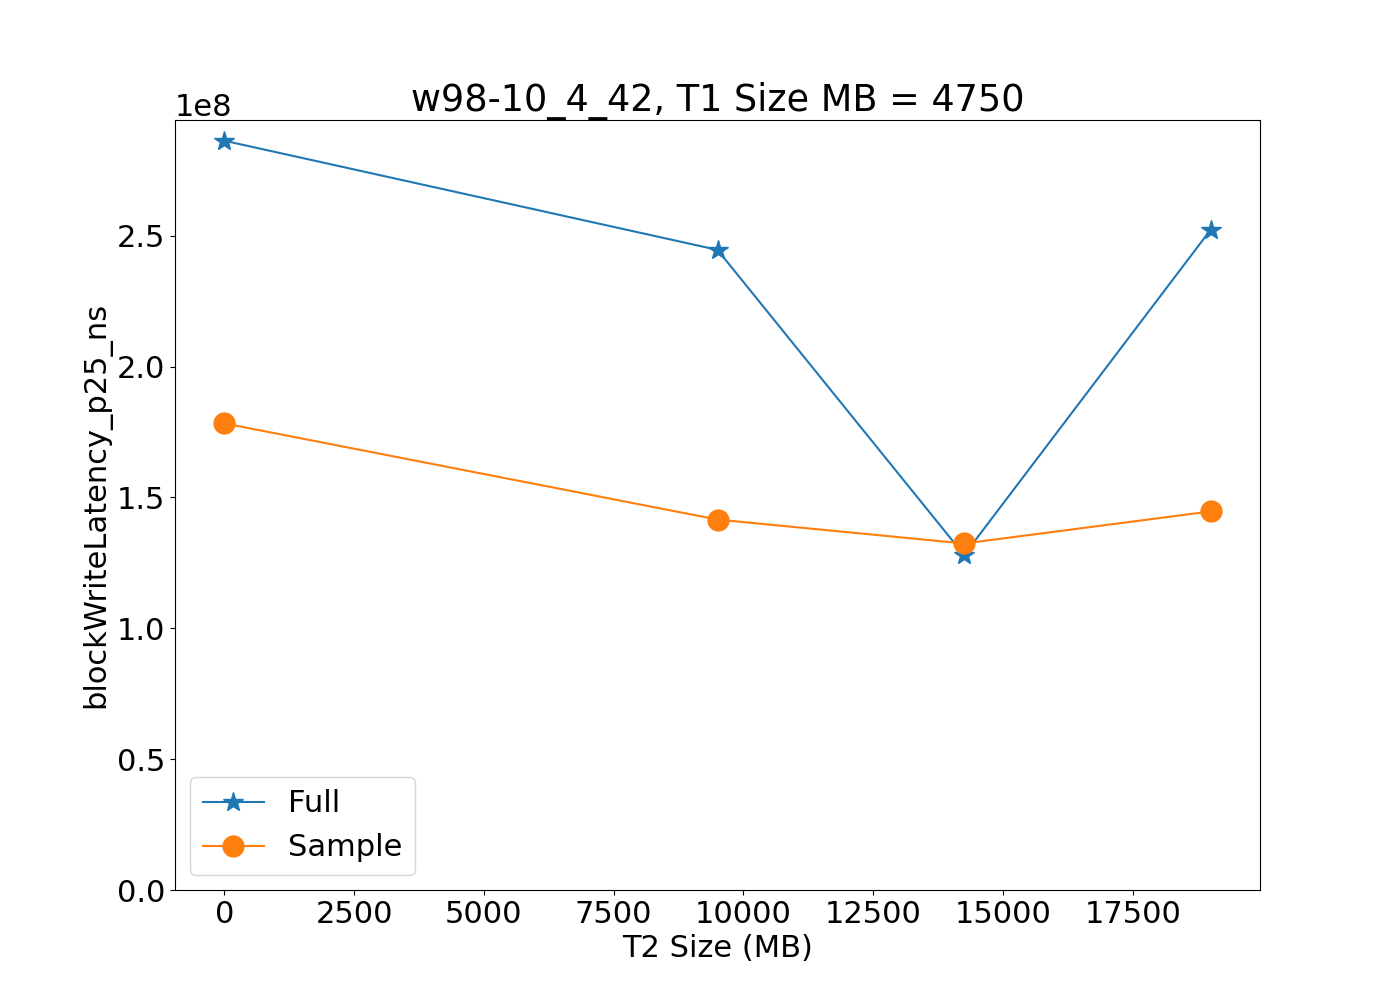 w98-10_4_42, T1 Size MB = 4750
1e8
2.5
2.0
1.5
1.0
0.5
0.0
blockWriteLatency_p25_ns
Full
Sample
0 2500 5000 7500 10000 12500 15000 17500
T2 Size (MB)